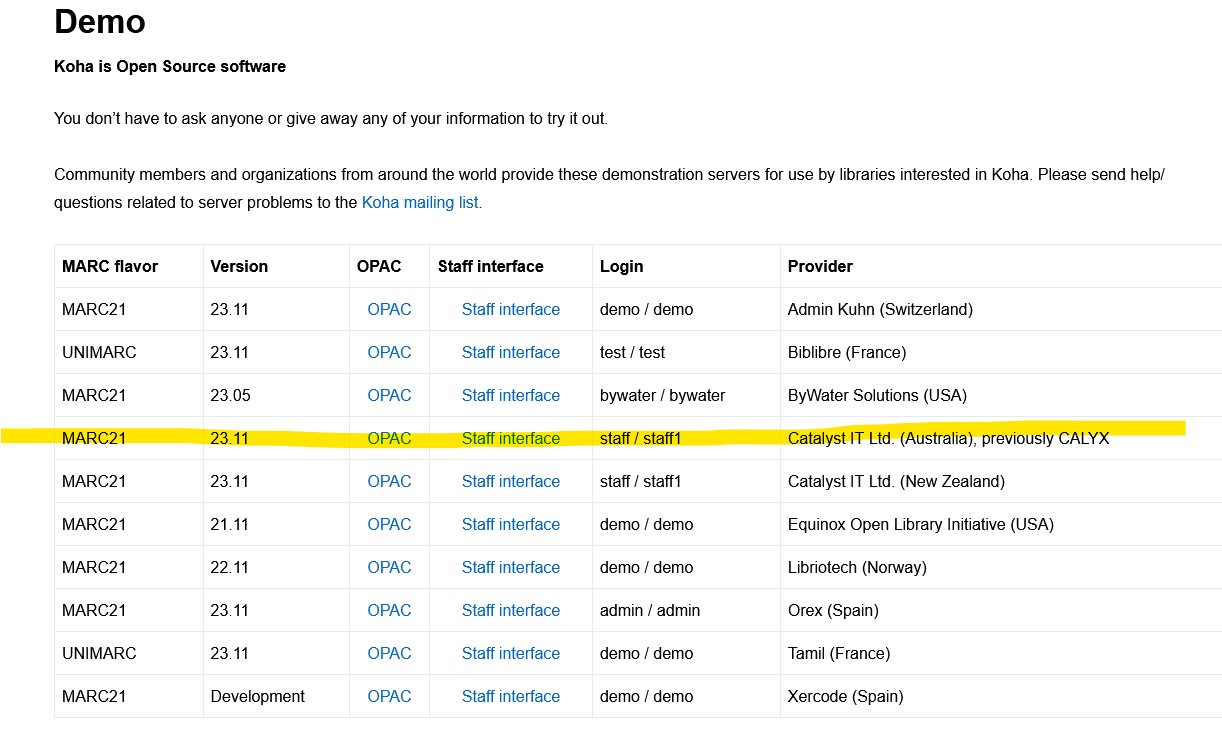 Demo
Koha is Open Source software
You don’t have to ask anyone or give away any of your information to try it out.
Community members and organizations from around the world provide these demonstration servers for use by libraries interested in Koha. Please send help/
questions related to server problems to the Koha mailing list.
MARC flavor Version OPAC Staff interface Login Provider
MARC21 23.11 OPAC Staff interface demo / demo Admin Kuhn (Switzerland)
UNIMARC 23.11 OPAC Staff interface test / test Biblibre (France)
MARC21 23.05 OPAC Staff interface bywater / bywater ByWater Solutions (USA)
MARC21 23.11 OPAC Staff interface staff / staff1 Catalyst IT Ltd. (Australia), previously CALYX
MARC21 23.11 OPAC Staff interface staff / staff1 Catalyst IT Ltd. (New Zealand)
MARC21 21.11 OPAC Staff interface demo / demo Equinox Open Library Initiative (USA)
MARC21 22.11 OPAC Staff interface demo / demo Libriotech (Norway)
MARC21 23.11 OPAC Staff interface admin / admin Orex (Spain)
UNIMARC 23.11 OPAC Staff interface demo / demo Tamil (France)
MARC21 Development OPAC Staff interface demo / demo Xercode (Spain)